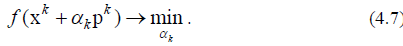 f(x^k + α_k p^k) → min_{α_k} . (4.7)